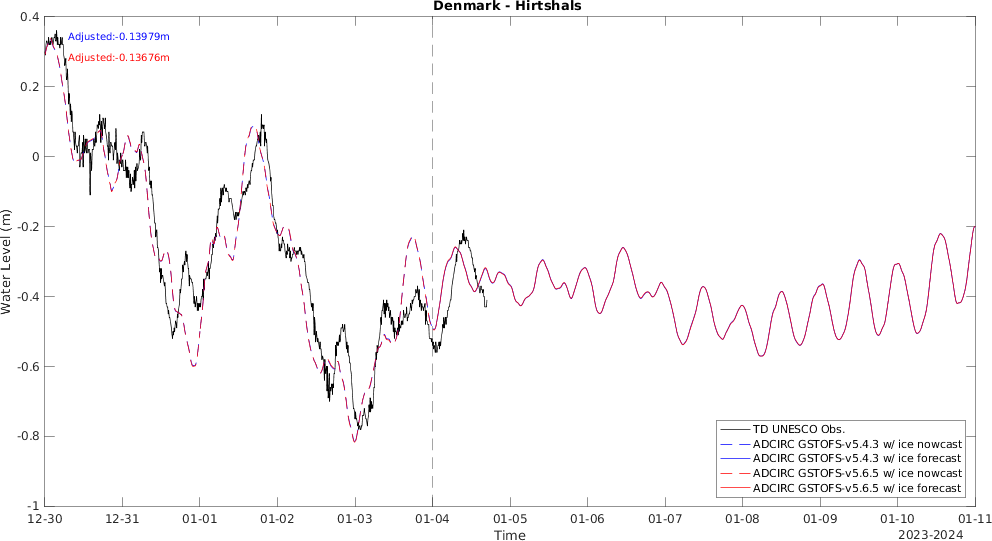 Denmark - Hirtshals
Adjusted:-0.13979m
Adjusted:-0.13676m
0.4
0.2
0
-0.2
-0.4
-0.6
-0.8
-1
Water Level (m)
TD UNESCO Obs.
ADCIRC GSTOFS-v5.4.3 w/ ice nowcast
ADCIRC GSTOFS-v5.4.3 w/ ice forecast
ADCIRC GSTOFS-v5.6.5 w/ ice nowcast
ADCIRC GSTOFS-v5.6.5 w/ ice forecast
12-30 12-31 01-01 01-02 01-03 01-04 01-05 01-06 01-07 01-08 01-09 01-10 01-11
Time
2023-2024